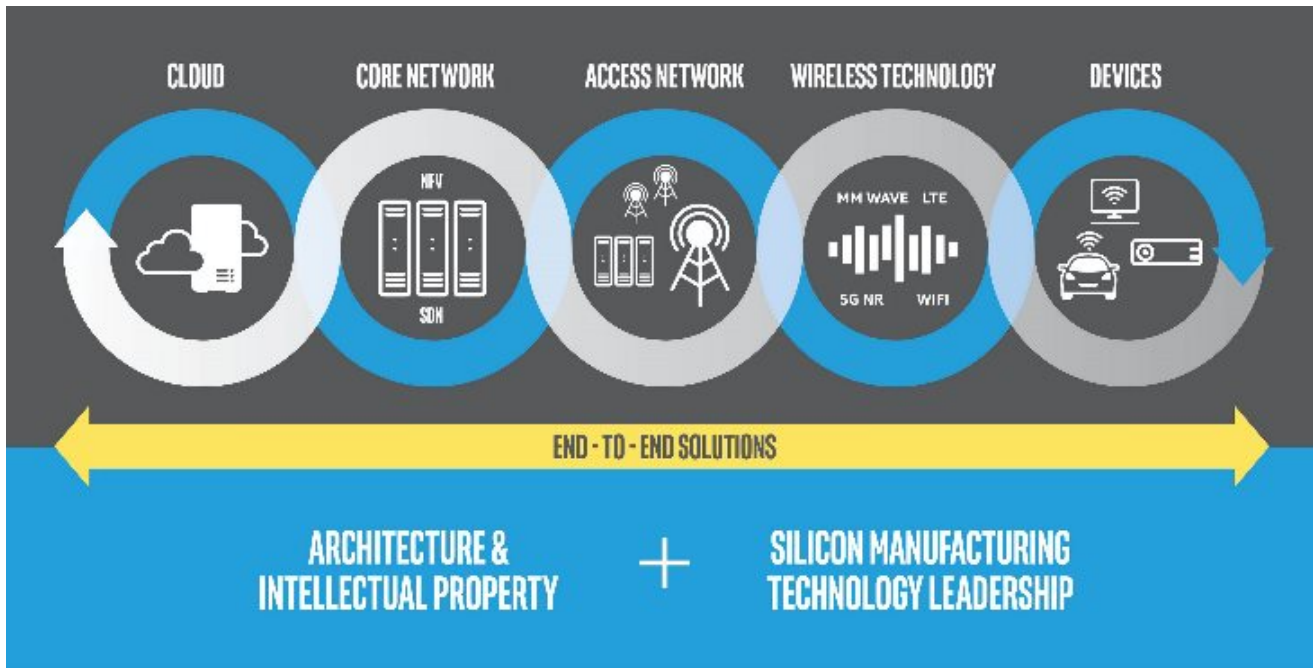 CLOUD
CORE NETWORK
ACCESS NETWORK
WIRELESS TECHNOLOGY
DEVICES
NFV
SDN
MM WAVE LTE
5G NR WIFI
END - TO - END SOLUTIONS
ARCHITECTURE &
INTELLECTUAL PROPERTY
+
SILICON MANUFACTURING
TECHNOLOGY LEADERSHIP